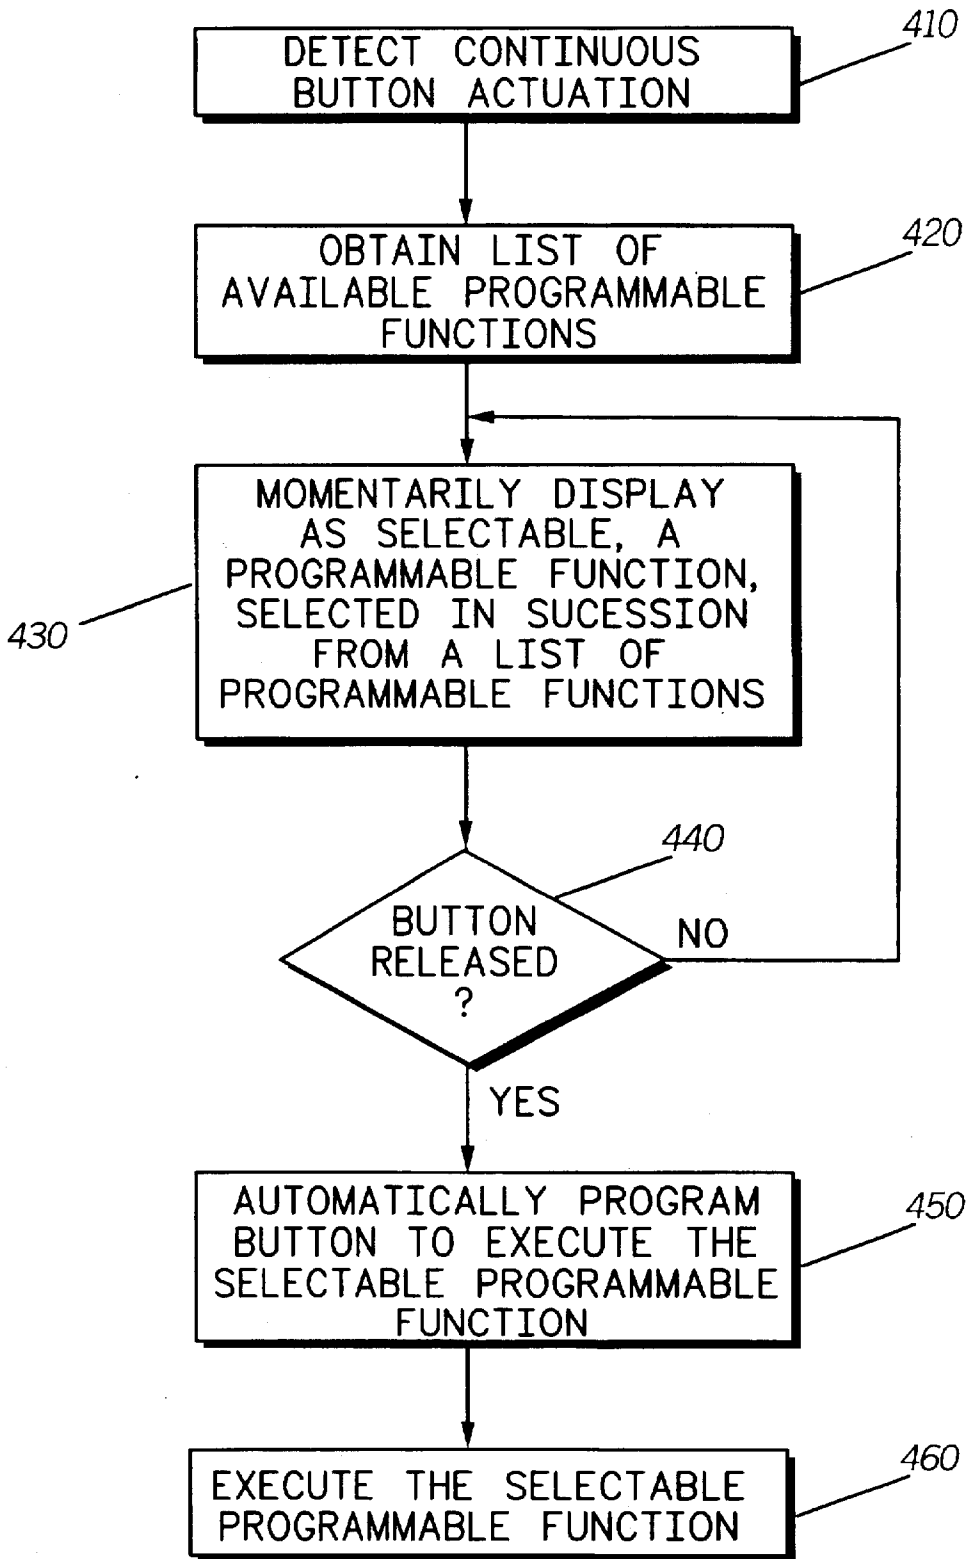 410
DETECT CONTINUOUS
BUTTON ACTUATION
420
OBTAIN LIST OF
AVAILABLE PROGRAMMABLE
FUNCTIONS
430
MOMENTARILY DISPLAY
AS SELECTABLE, A
PROGRAMMABLE FUNCTION,
SELECTED IN SUCESSION
FROM A LIST OF
PROGRAMMABLE FUNCTIONS
440
BUTTON
RELEASED
?
NO
YES
450
AUTOMATICALLY PROGRAM
BUTTON TO EXECUTE THE
SELECTABLE PROGRAMMABLE
FUNCTION
460
EXECUTE THE SELECTABLE
PROGRAMMABLE FUNCTION